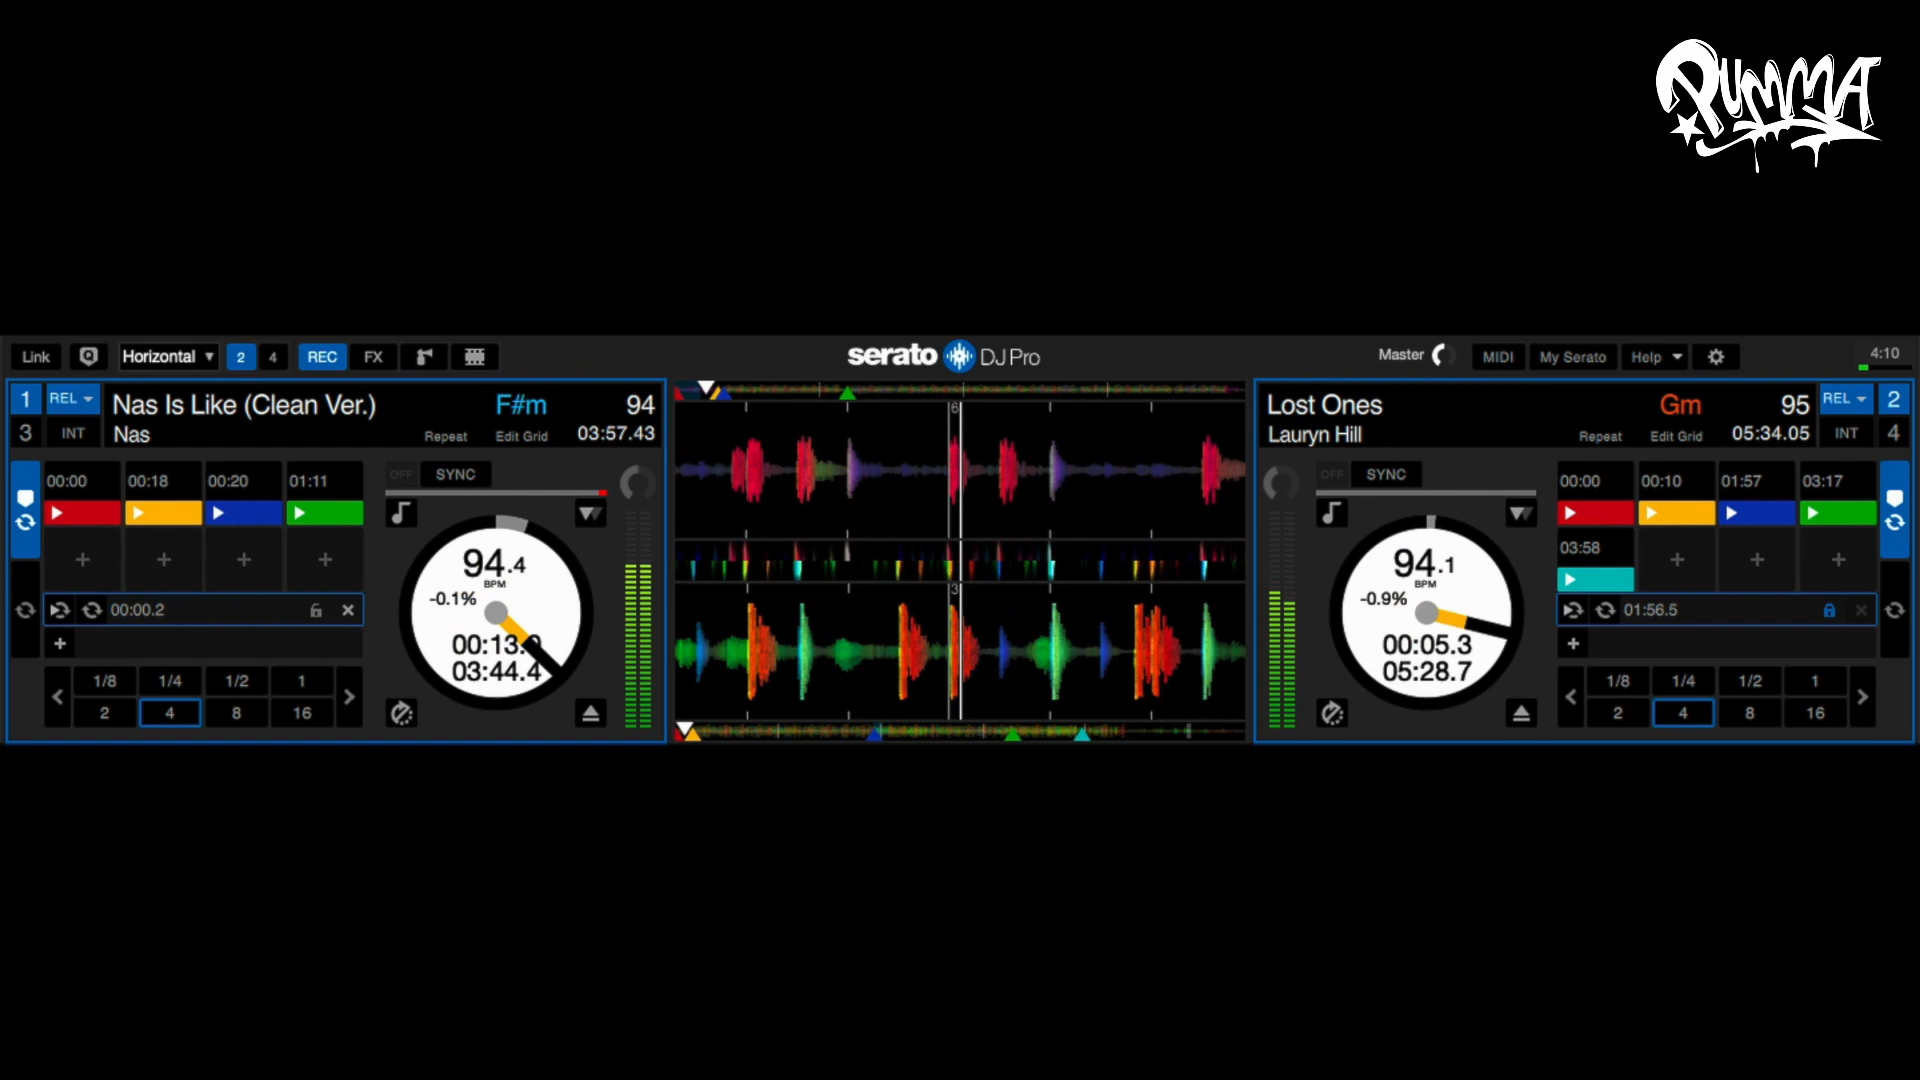 PUMMA
Link
Horizontal
2
4
REC
FX
serato DJ Pro
Master
MIDI
My Serato
Help
4:10
1
REL
Nas Is Like (Clean Ver.)
F#m
94
3
INT
Nas
Repeat
Edit Grid
03:57.43
00:00
00:18
00:20
01:11
OFF
SYNC
94.4
BPM
-0.1%
00:13.
03:44.4
00:00.2
1/8
1/4
1/2
1
2
4
8
16
6
3
Lost Ones
Gm
95
REL
2
Lauryn Hill
Repeat
Edit Grid
05:34.05
INT
4
OFF
SYNC
94.1
BPM
-0.9%
00:05.3
05:28.7
00:00
00:10
01:57
03:17
03:58
01:56.5
1/8
1/4
1/2
1
2
4
8
16